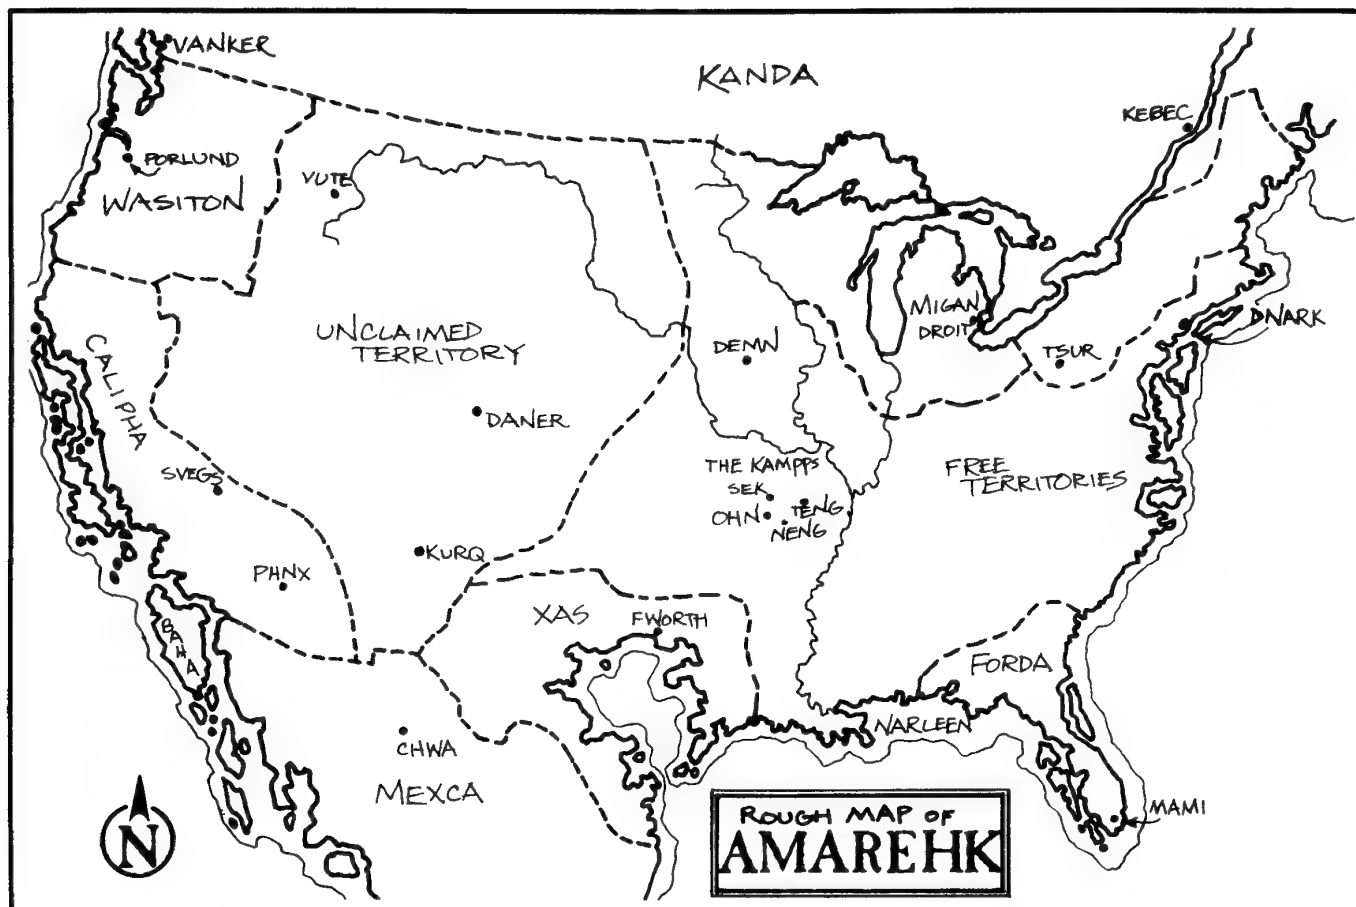 VANKER
KANDA
KEBEC
PORLUND
WASITON
VUTE
MIGAN
DROIT
DNARK
UNCLAIMED
TERRITORY
DEMN
TSUR
CALIPHA
DANER
SVEGS
THE KAMPPS
SEK
OHN
TENG
NENG
FREE
TERRITORIES
KURQ
PHNX
XAS
FWORTH
BAHA
FORDA
NARLEEN
CHWA
MEXCA
MAMI
ROUGH MAP OF
AMAREHK
N